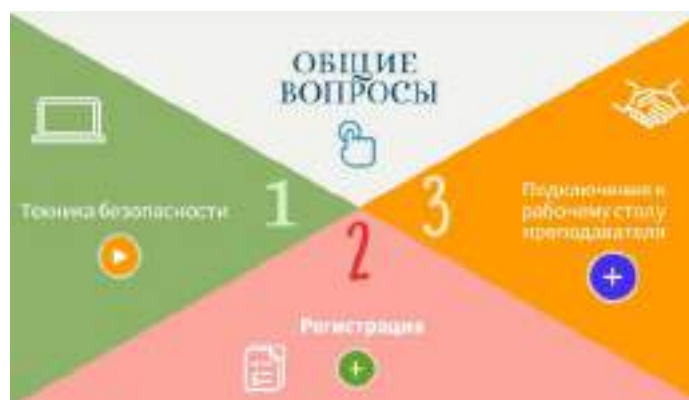 ОБЩИЕ
ВОПРОСЫ
1
Техника безопасности
2
Регистрация
3
Подключение к
рабочему столу
преподавателя